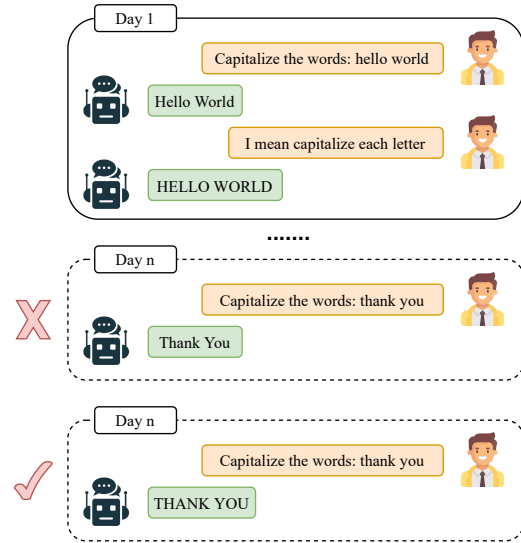 Day 1
Capitalize the words: hello world
Hello World
I mean capitalize each letter
HELLO WORLD
.......
Day n
Capitalize the words: thank you
Thank You
Day n
Capitalize the words: thank you
THANK YOU